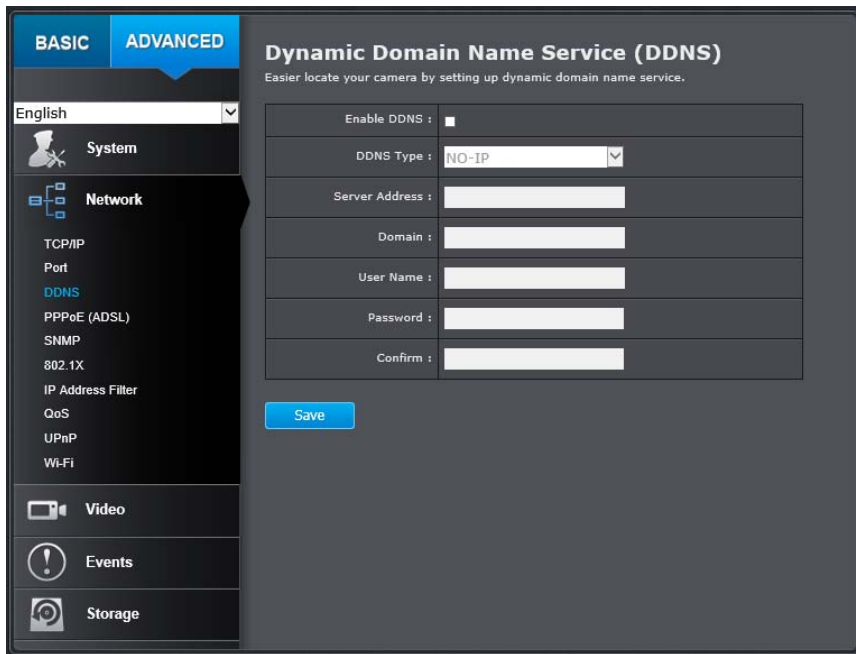 BASIC
ADVANCED
English
System
Network
TCP/IP
Port
DDNS
PPPoE (ADSL)
SNMP
802.1X
IP Address Filter
QoS
UPnP
Wi-Fi
Video
Events
Storage
Dynamic Domain Name Service (DDNS)
Easier locate your camera by setting up dynamic domain name service.
Enable DDNS :
DDNS Type : NO-IP
Server Address :
Domain :
User Name :
Password :
Confirm :
Save